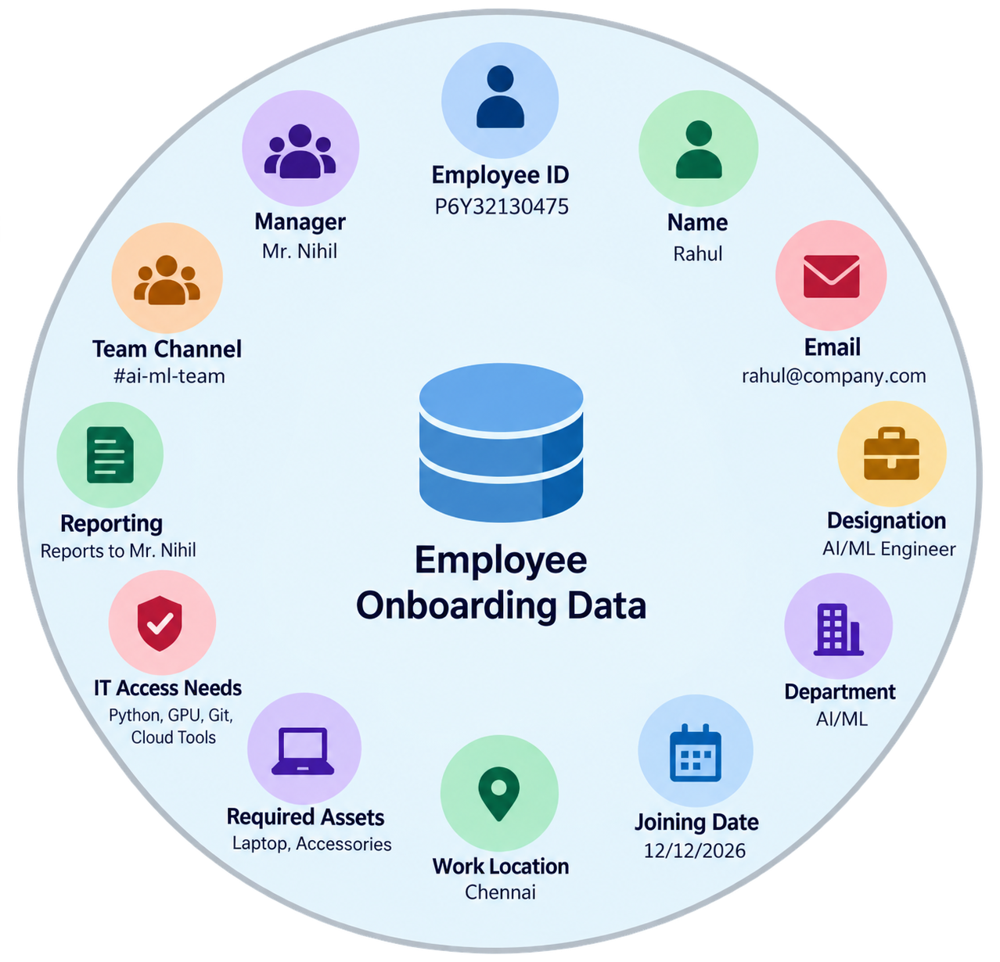 Employee ID
P6Y32130475
Name
Rahul
Email
rahul@company.com
Designation
AI/ML Engineer
Department
AI/ML
Joining Date
12/12/2026
Work Location
Chennai
Required Assets
Laptop, Accessories
IT Access Needs
Python, GPU, Git,
Cloud Tools
Reporting
Reports to Mr. Nihil
Team Channel
#ai-ml-team
Manager
Mr. Nihil
Employee
Onboarding Data